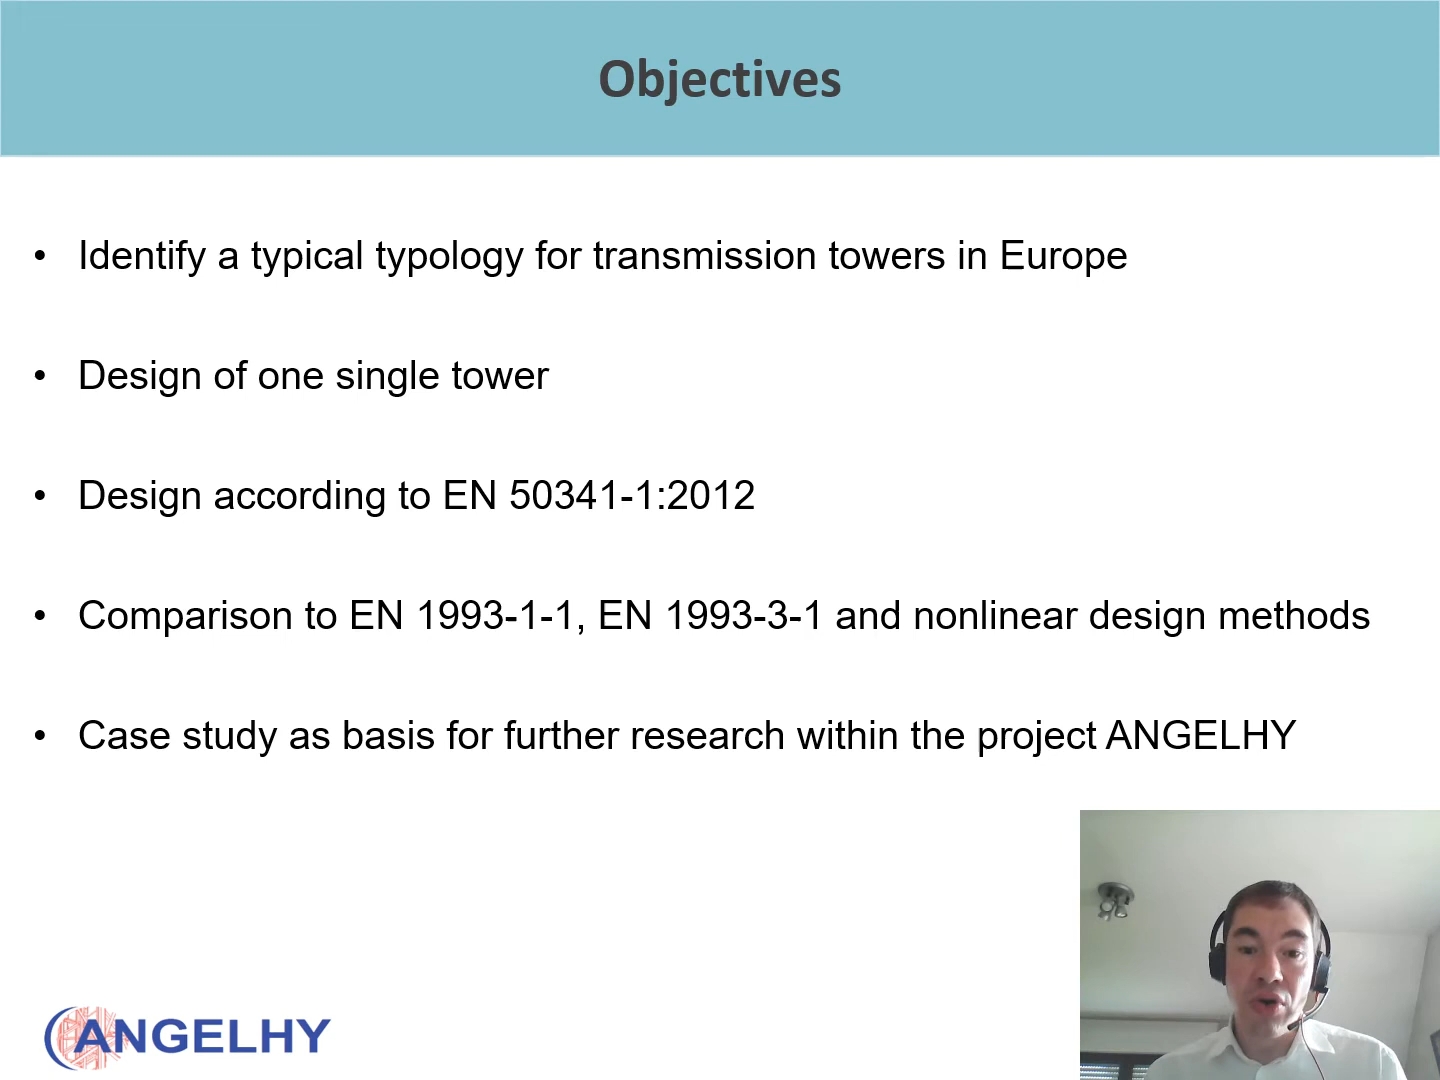 Objectives
• Identify a typical typology for transmission towers in Europe
• Design of one single tower
• Design according to EN 50341-1:2012
• Comparison to EN 1993-1-1, EN 1993-3-1 and nonlinear design methods
• Case study as basis for further research within the project ANGELHY
ANGELHY